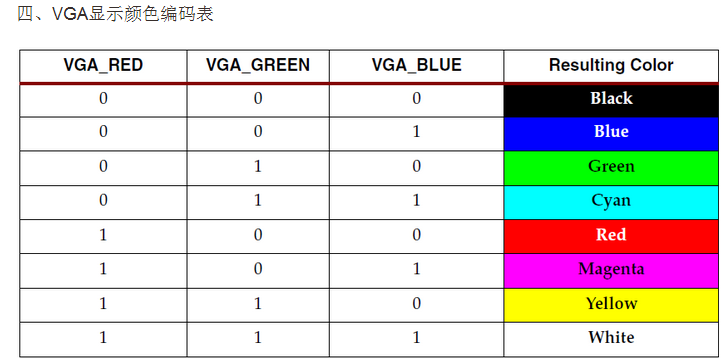 四、VGA显示颜色编码表
VGA_RED VGA_GREEN VGA_BLUE Resulting Color
0 0 0 Black
0 0 1 Blue
0 1 0 Green
0 1 1 Cyan
1 0 0 Red
1 0 1 Magenta
1 1 0 Yellow
1 1 1 White